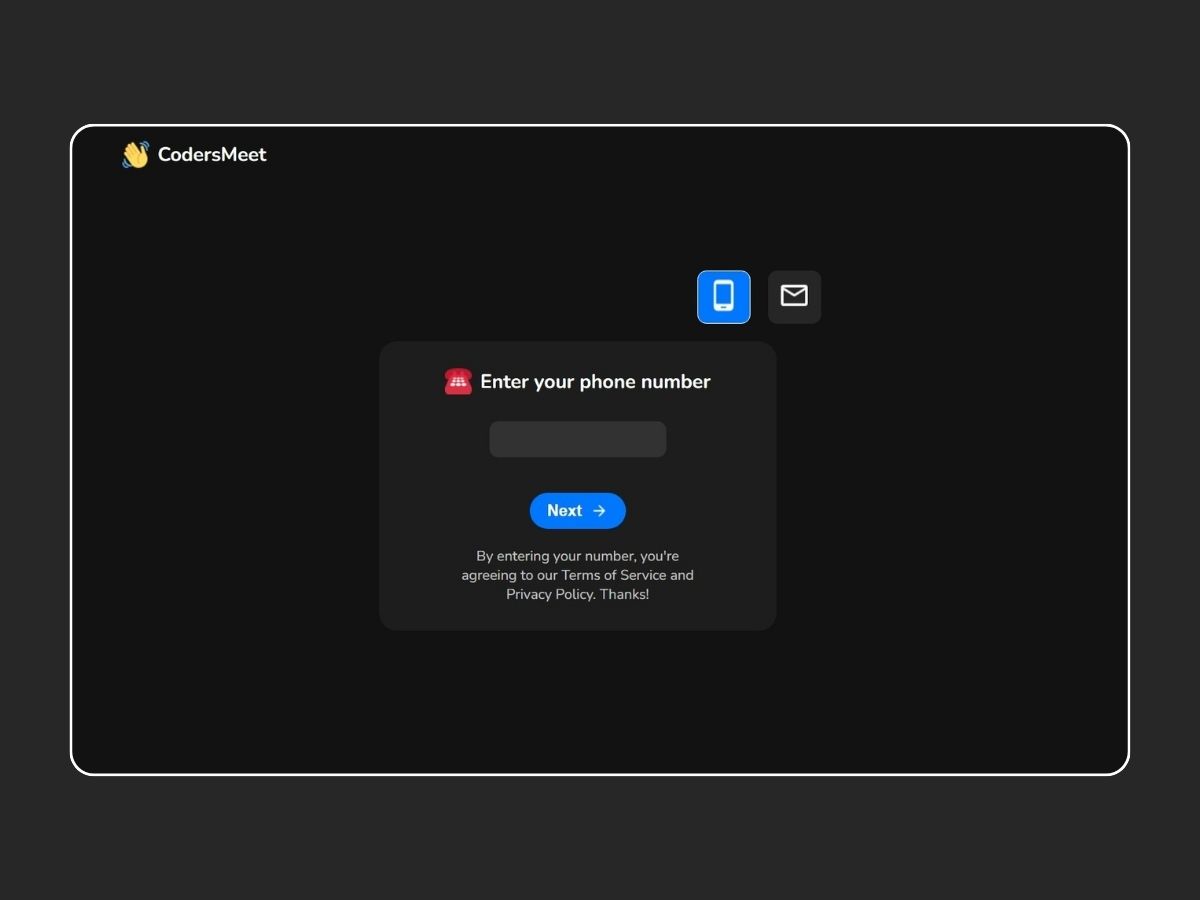 CodersMeet
Enter your phone number
Next
By entering your number, you're
agreeing to our Terms of Service and
Privacy Policy. Thanks!